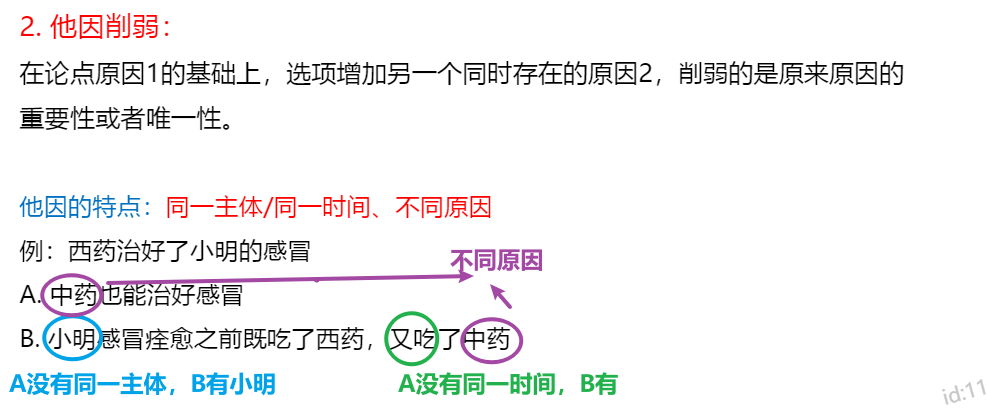 2. 他因削弱：
在论点原因1的基础上，选项增加另一个同时存在的原因2，削弱的是原来原因的
重要性或者唯一性。
他因的特点：同一主体/同一时间、不同原因
例：西药治好了小明的感冒
不同原因
A. 中药也能治好感冒
B. 小明感冒痊愈之前既吃了西药，又吃了中药
A没有同一主体，B有小明
A没有同一时间，B有
id:11